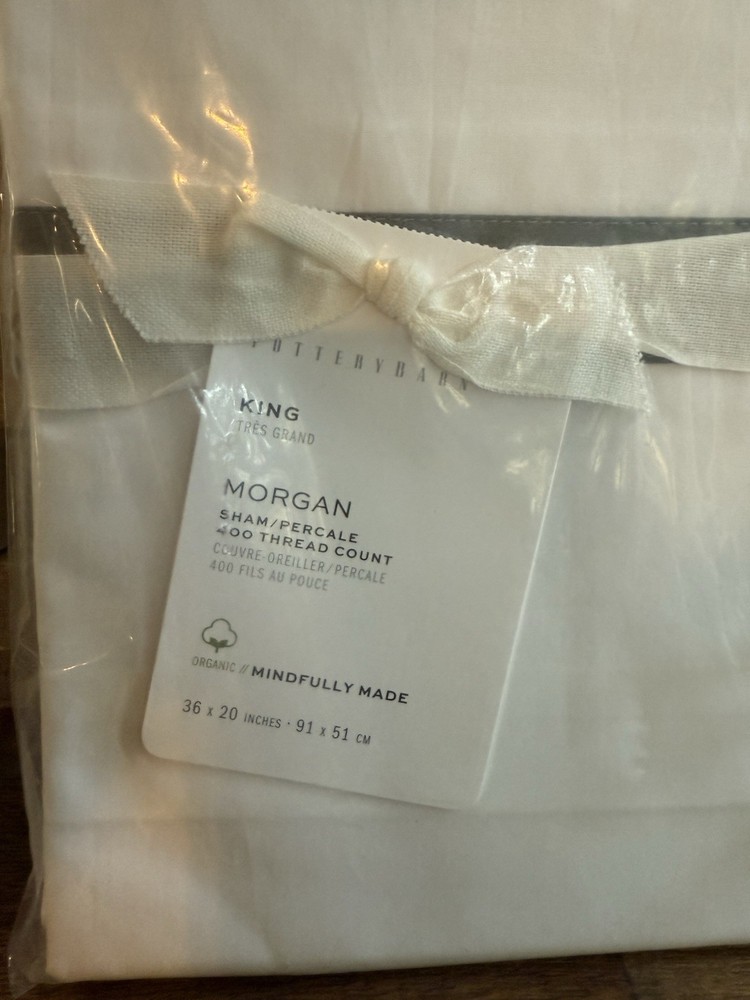 POTTERYBARN
KING
TRÈS GRAND
MORGAN
SHAM/PERCALE
400 THREAD COUNT
COUVRE-OREILLER/PERCALE
400 FILS AU POUCE
ORGANIC // MINDFULLY MADE
36 x 20 INCHES · 91 x 51 CM